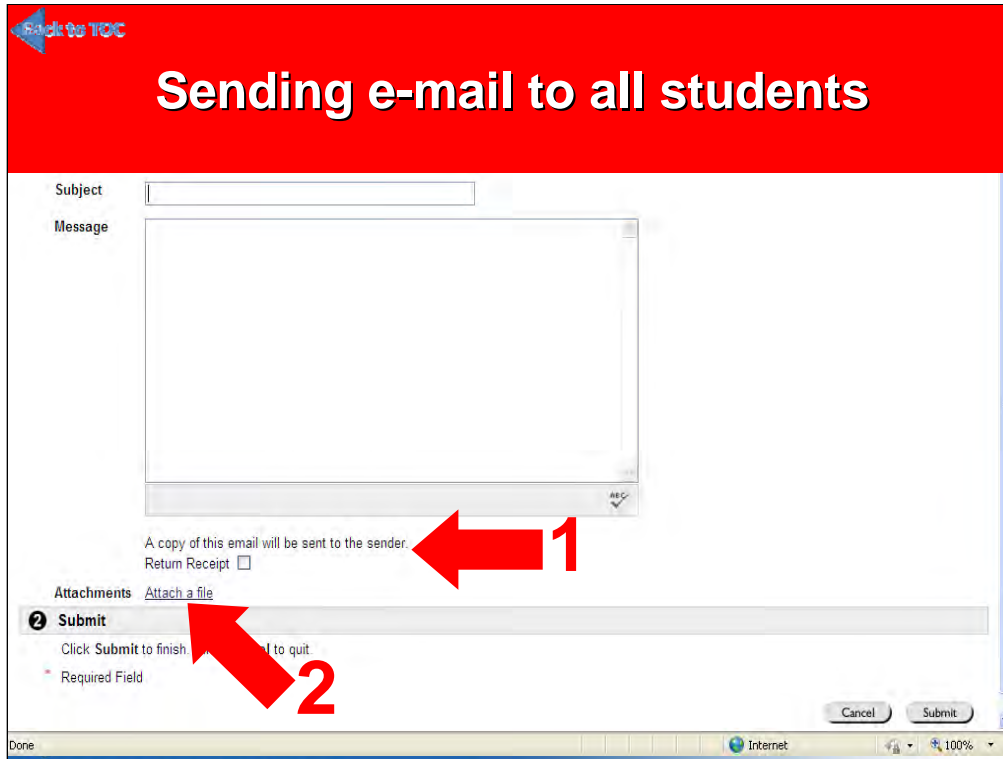 Back to TOC
Sending e-mail to all students
Subject
Message
ABC
A copy of this email will be sent to the sender.
1
Return Receipt
Attachments Attach a file
2 Submit
Click Submit to finish. to quit.
* Required Field
2
Cancel Submit
Done Internet 100%